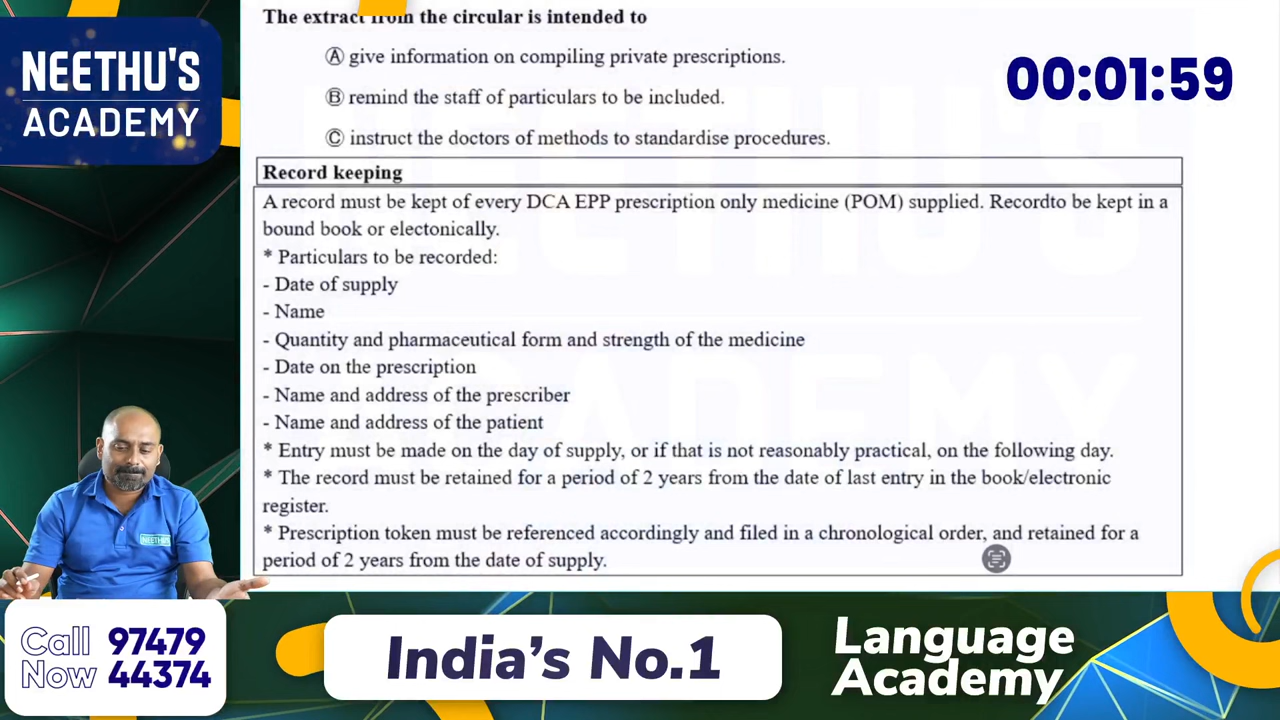 The extract from the circular is intended to
Ⓐ give information on compiling private prescriptions.
Ⓑ remind the staff of particulars to be included.
Ⓒ instruct the doctors of methods to standardise procedures.
Record keeping
A record must be kept of every DCA EPP prescription only medicine (POM) supplied. Recordto be kept in a
bound book or electonically.
* Particulars to be recorded:
- Date of supply
- Name
- Quantity and pharmaceutical form and strength of the medicine
- Date on the prescription
- Name and address of the prescriber
- Name and address of the patient
* Entry must be made on the day of supply, or if that is not reasonably practical, on the following day.
* The record must be retained for a period of 2 years from the date of last entry in the book/electronic
register.
* Prescription token must be referenced accordingly and filed in a chronological order, and retained for a
period of 2 years from the date of supply.
NEETHU'S
ACADEMY
00:01:59
NEETHU'S
ACADEMY
NEETHU'S
Call
Now
97479
44374
India's No.1
Language
Academy